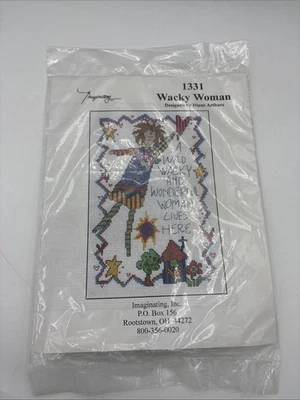 Imaginating
1331
Wacky Woman
Designed by Diane Arthurs
A
WILD
WACKY
AND
WONDERFUL
WOMAN
LIVES
HERE
Imaginating, Inc.
P.O. Box 156
Rootstown, OH 44272
800-356-0020